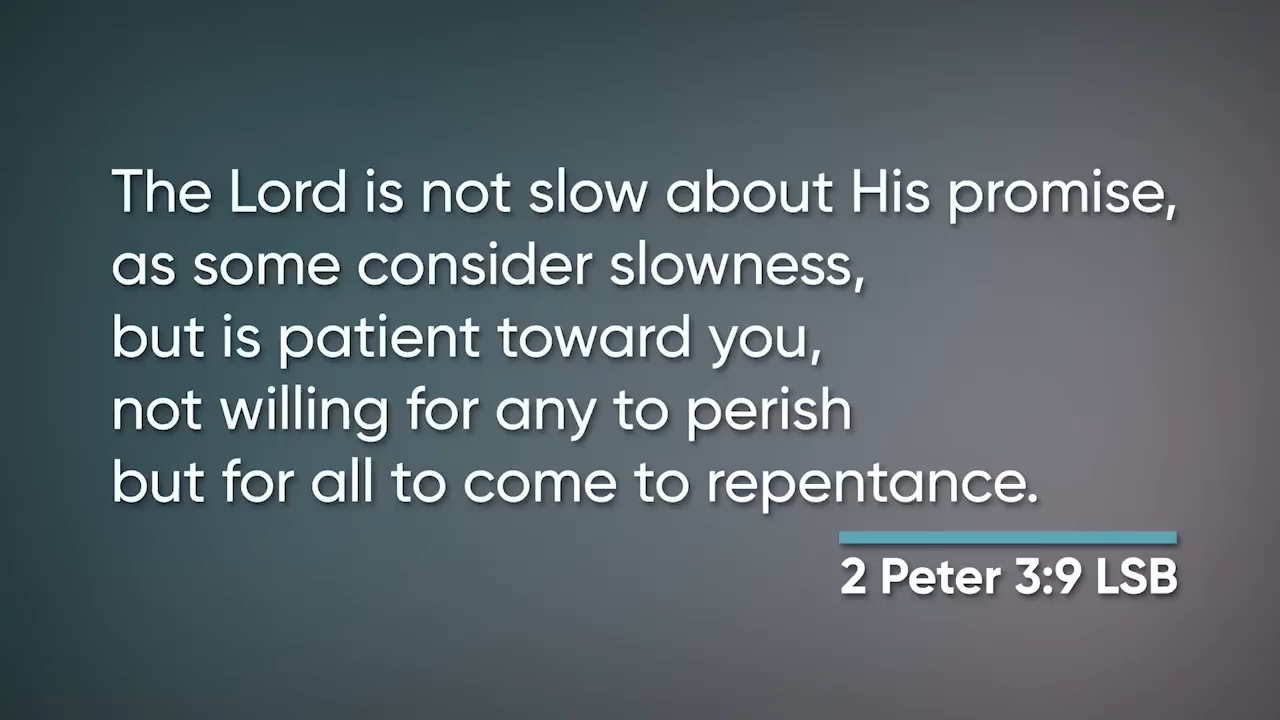 The Lord is not slow about His promise,
as some consider slowness,
but is patient toward you,
not willing for any to perish
but for all to come to repentance.
2 Peter 3:9 LSB